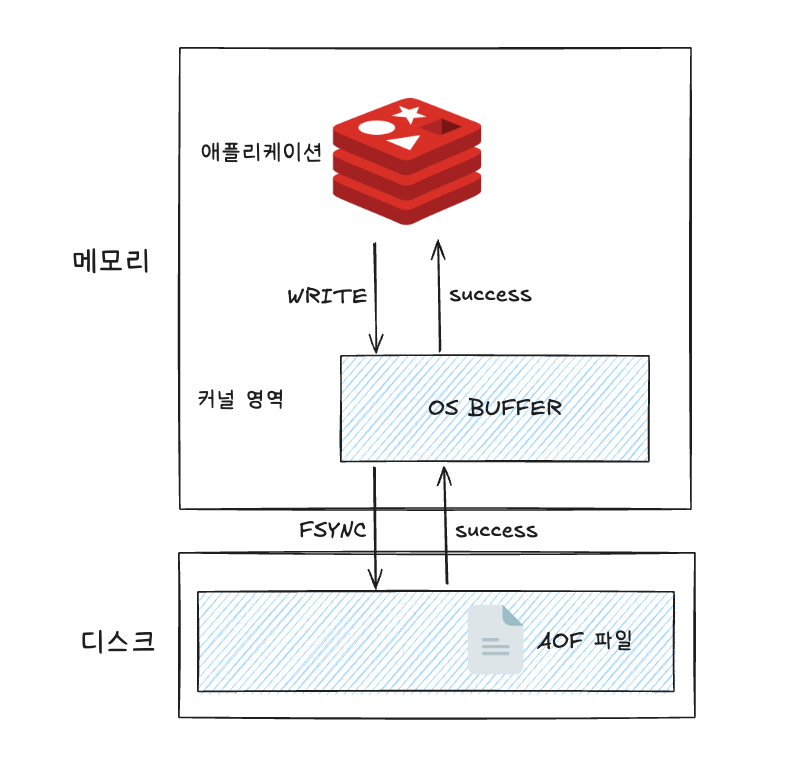 애플리케이션
메모리
WRITE
success
커널 영역
OS BUFFER
FSYNC
success
디스크
AOF 파일